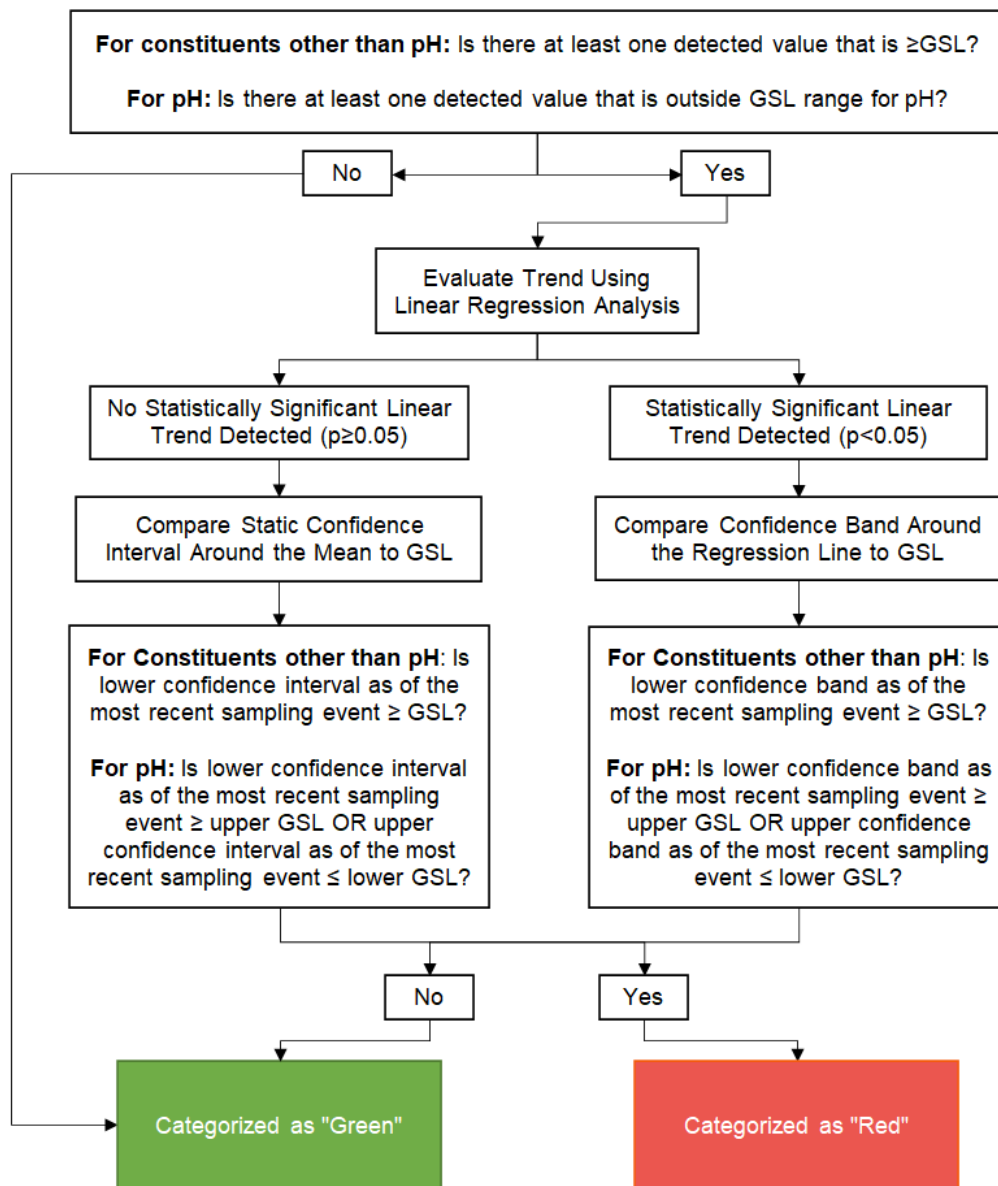 For constituents other than pH: Is there at least one detected value that is ≥GSL?
For pH: Is there at least one detected value that is outside GSL range for pH?
No
Yes
Evaluate Trend Using
Linear Regression Analysis
No Statistically Significant Linear
Trend Detected (p≥0.05)
Statistically Significant Linear
Trend Detected (p<0.05)
Compare Static Confidence
Interval Around the Mean to GSL
Compare Confidence Band Around
the Regression Line to GSL
For Constituents other than pH: Is
lower confidence interval as of the
most recent sampling event ≥ GSL?
For pH: Is lower confidence interval
as of the most recent sampling
event ≥ upper GSL OR upper
confidence interval as of the most
recent sampling event ≤ lower GSL?
For Constituents other than pH: Is
lower confidence band as of the
most recent sampling event ≥ GSL?
For pH: Is lower confidence band as
of the most recent sampling event ≥
upper GSL OR upper confidence
band as of the most recent sampling
event ≤ lower GSL?
No
Yes
Categorized as "Green"
Categorized as "Red"